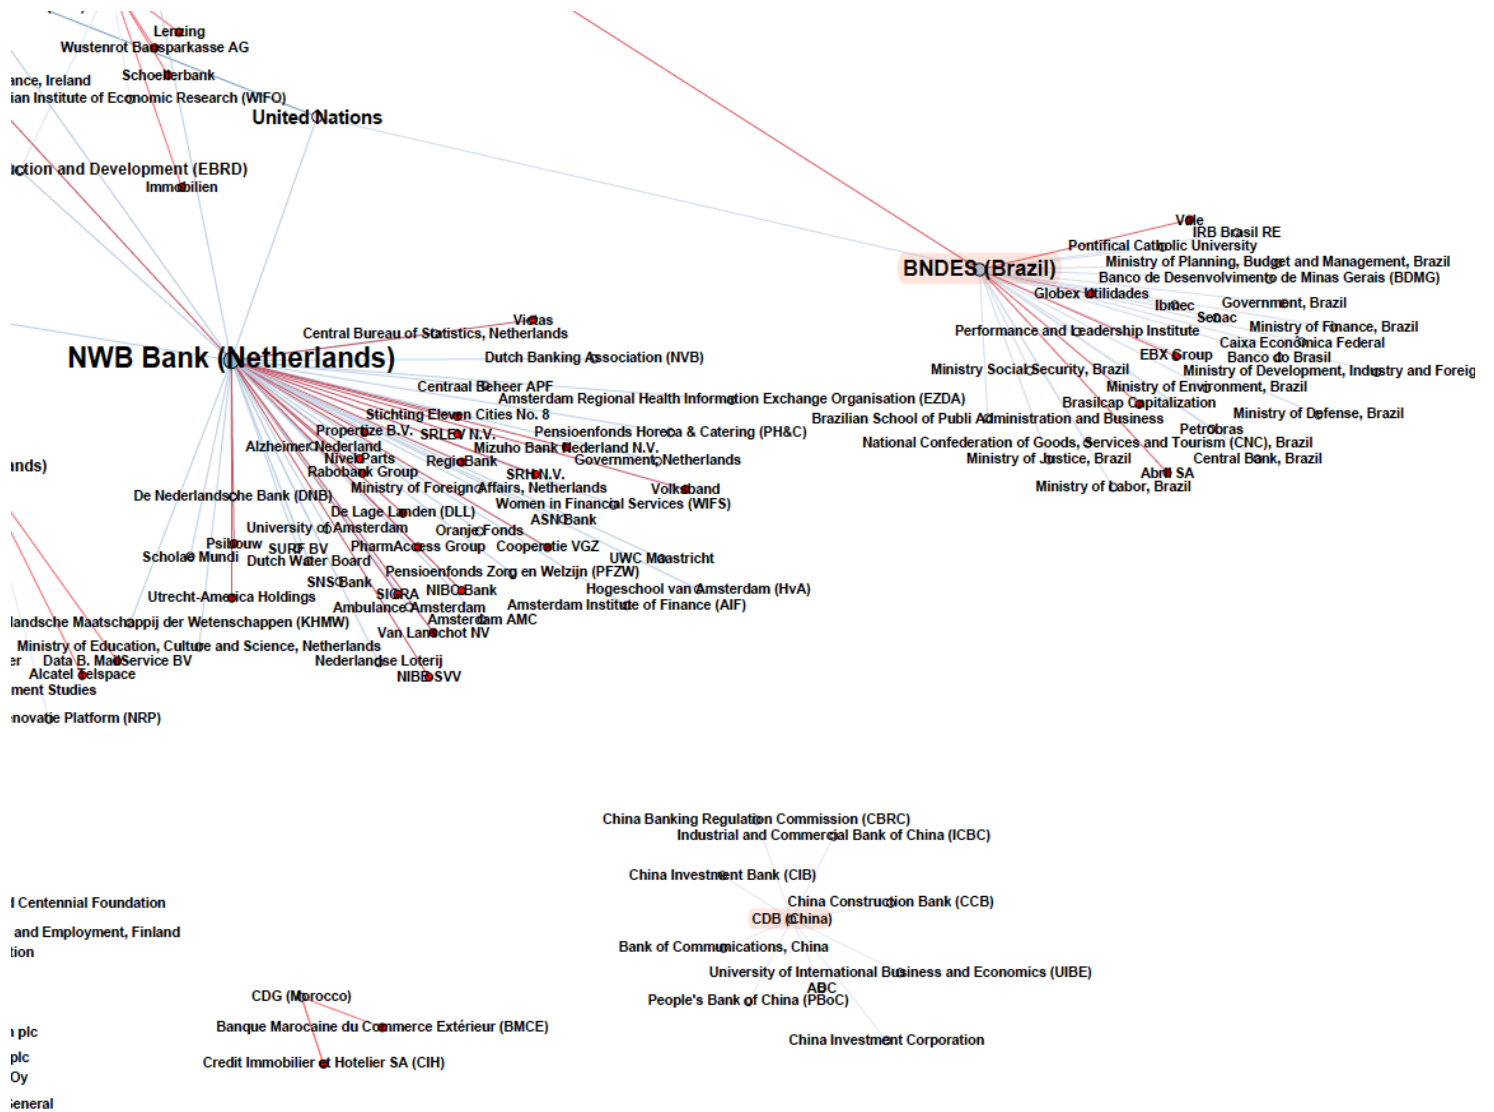 Lenzing
Wustenrot Bausparkasse AG
Schoellerbank
ance, Ireland
ian Institute of Economic Research (WIFO)
United Nations
ction and Development (EBRD)
Immobilien
Vale
IRB Brasil RE
Pontifical Catholic University
Ministry of Planning, Budget and Management, Brazil
BNDES (Brazil)
Banco de Desenvolvimento de Minas Gerais (BDMG)
Globex Utilidades
Ibmec
Government, Brazil
Senac
Ministry of Finance, Brazil
Performance and Leadership Institute
Caixa Econômica Federal
EBX Group
Banco do Brasil
Ministry Social Security, Brazil
Ministry of Development, Industry and Foreig
Ministry of Environment, Brazil
Brasilcap Capitalization
Ministry of Defense, Brazil
Brazilian School of Publi Administration and Business
Petrobras
National Confederation of Goods, Services and Tourism (CNC), Brazil
Ministry of Justice, Brazil
Central Bank, Brazil
Abril SA
Ministry of Labor, Brazil
Victas
Central Bureau of Statistics, Netherlands
NWB Bank (Netherlands)
Dutch Banking Association (NVB)
Centraal Beheer APF
Amsterdam Regional Health Information Exchange Organisation (EZDA)
Stichting Eleven Cities No. 8
Propertize B.V.
SRLEV N.V.
Pensioenfonds Horeca & Catering (PH&C)
Alzheimer Nederland
Mizuho Bank Nederland N.V.
Nivel Parts
RegioBank
Government, Netherlands
ands)
Rabobank Group
SRH N.V.
Ministry of Foreign Affairs, Netherlands
Volksband
De Nederlandsche Bank (DNB)
Women in Financial Services (WIFS)
De Lage Landen (DLL)
ASN Bank
University of Amsterdam
Oranje Fonds
Psibouw
SURF BV
PharmAccess Group
Cooperatie VGZ
Scholae Mundi
Dutch Water Board
UWC Maastricht
Pensioenfonds Zorg en Welzijn (PFZW)
SNS Bank
Utrecht-America Holdings
SIGRA
NIBC Bank
Hogeschool van Amsterdam (HvA)
Ambulance Amsterdam
Amsterdam Institute of Finance (AIF)
landsche Maatschappij der Wetenschappen (KHMW)
Amsterdam AMC
Van Lanschot NV
Ministry of Education, Culture and Science, Netherlands
er
Data B. MailService BV
Nederlandse Loterij
Alcatel Telspace
NIBE-SVV
ment Studies
enovatie Platform (NRP)
China Banking Regulation Commission (CBRC)
Industrial and Commercial Bank of China (ICBC)
China Investment Bank (CIB)
China Construction Bank (CCB)
CDB (China)
Bank of Communications, China
University of International Business and Economics (UIBE)
ABC
People's Bank of China (PBoC)
China Investment Corporation
d Centennial Foundation
and Employment, Finland
tion
CDG (Morocco)
Banque Marocaine du Commerce Extérieur (BMCE)
Credit Immobilier et Hotelier SA (CIH)
n plc
plc
Oy
General